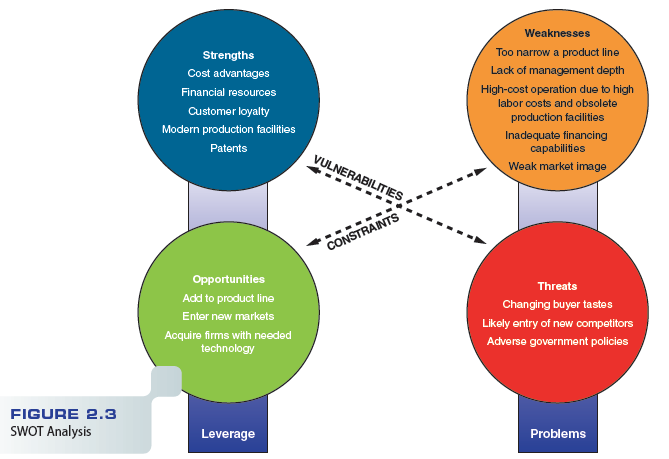 Strengths
Cost advantages
Financial resources
Customer loyalty
Modern production facilities
Patents
Weaknesses
Too narrow a product line
Lack of management depth
High-cost operation due to high
labor costs and obsolete
production facilities
Inadequate financing
capabilities
Weak market image
VULNERABILITIES
CONSTRAINTS
Opportunities
Add to product line
Enter new markets
Acquire firms with needed
technology
Threats
Changing buyer tastes
Likely entry of new competitors
Adverse government policies
FIGURE 2.3
SWOT Analysis
Leverage
Problems